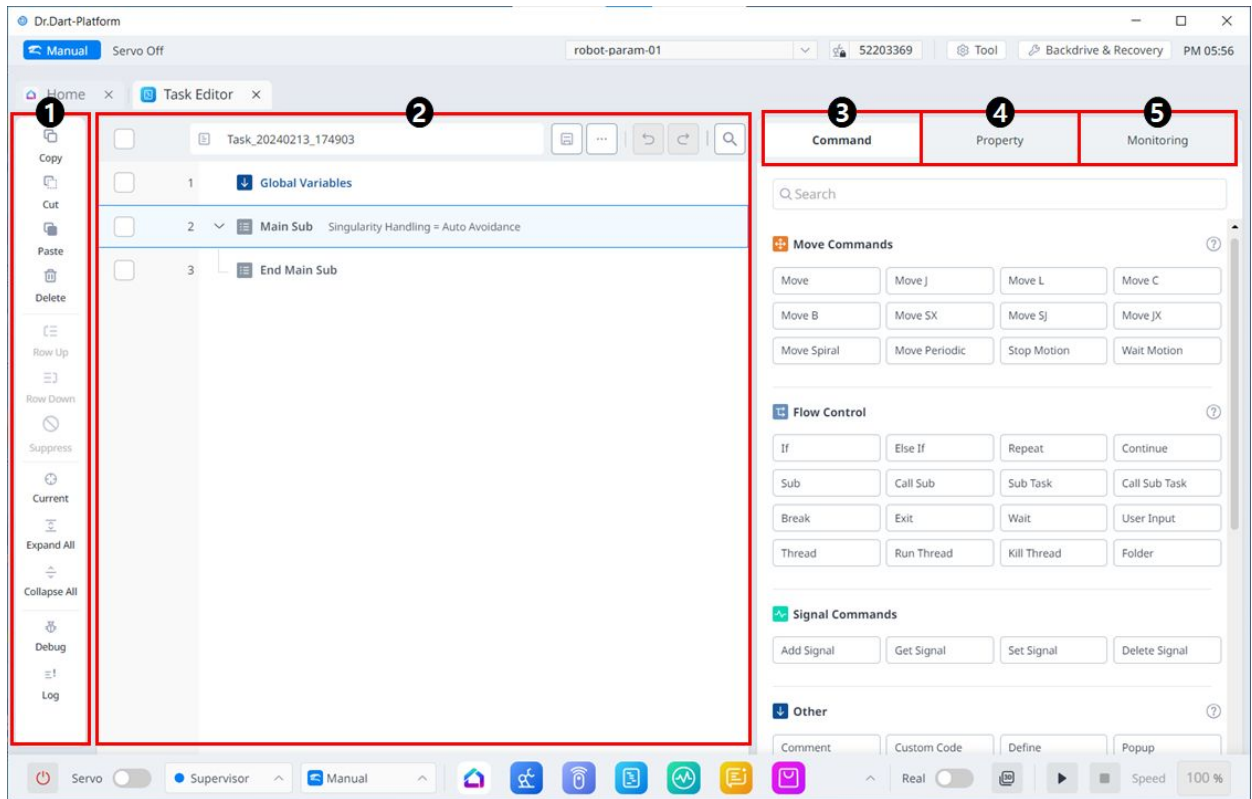 Dr.Dart-Platform
Manual Servo Off robot-param-01 52203369 Tool Backdrive & Recovery PM 05:56
Home Task Editor
1 2 3 4 5
Copy
Cut
Paste
Delete
Row Up
Row Down
Suppress
Current
Expand All
Collapse All
Debug
Log
Task_20240213_174903
1 Global Variables
2 Main Sub Singularity Handling = Auto Avoidance
3 End Main Sub
Command Property Monitoring
Search
Move Commands
Move Move J Move L Move C
Move B Move SX Move SJ Move JX
Move Spiral Move Periodic Stop Motion Wait Motion
Flow Control
If Else If Repeat Continue
Sub Call Sub Sub Task Call Sub Task
Break Exit Wait User Input
Thread Run Thread Kill Thread Folder
Signal Commands
Add Signal Get Signal Set Signal Delete Signal
Other
Comment Custom Code Define Popup
Servo Supervisor Manual Real 3D Speed 100 %